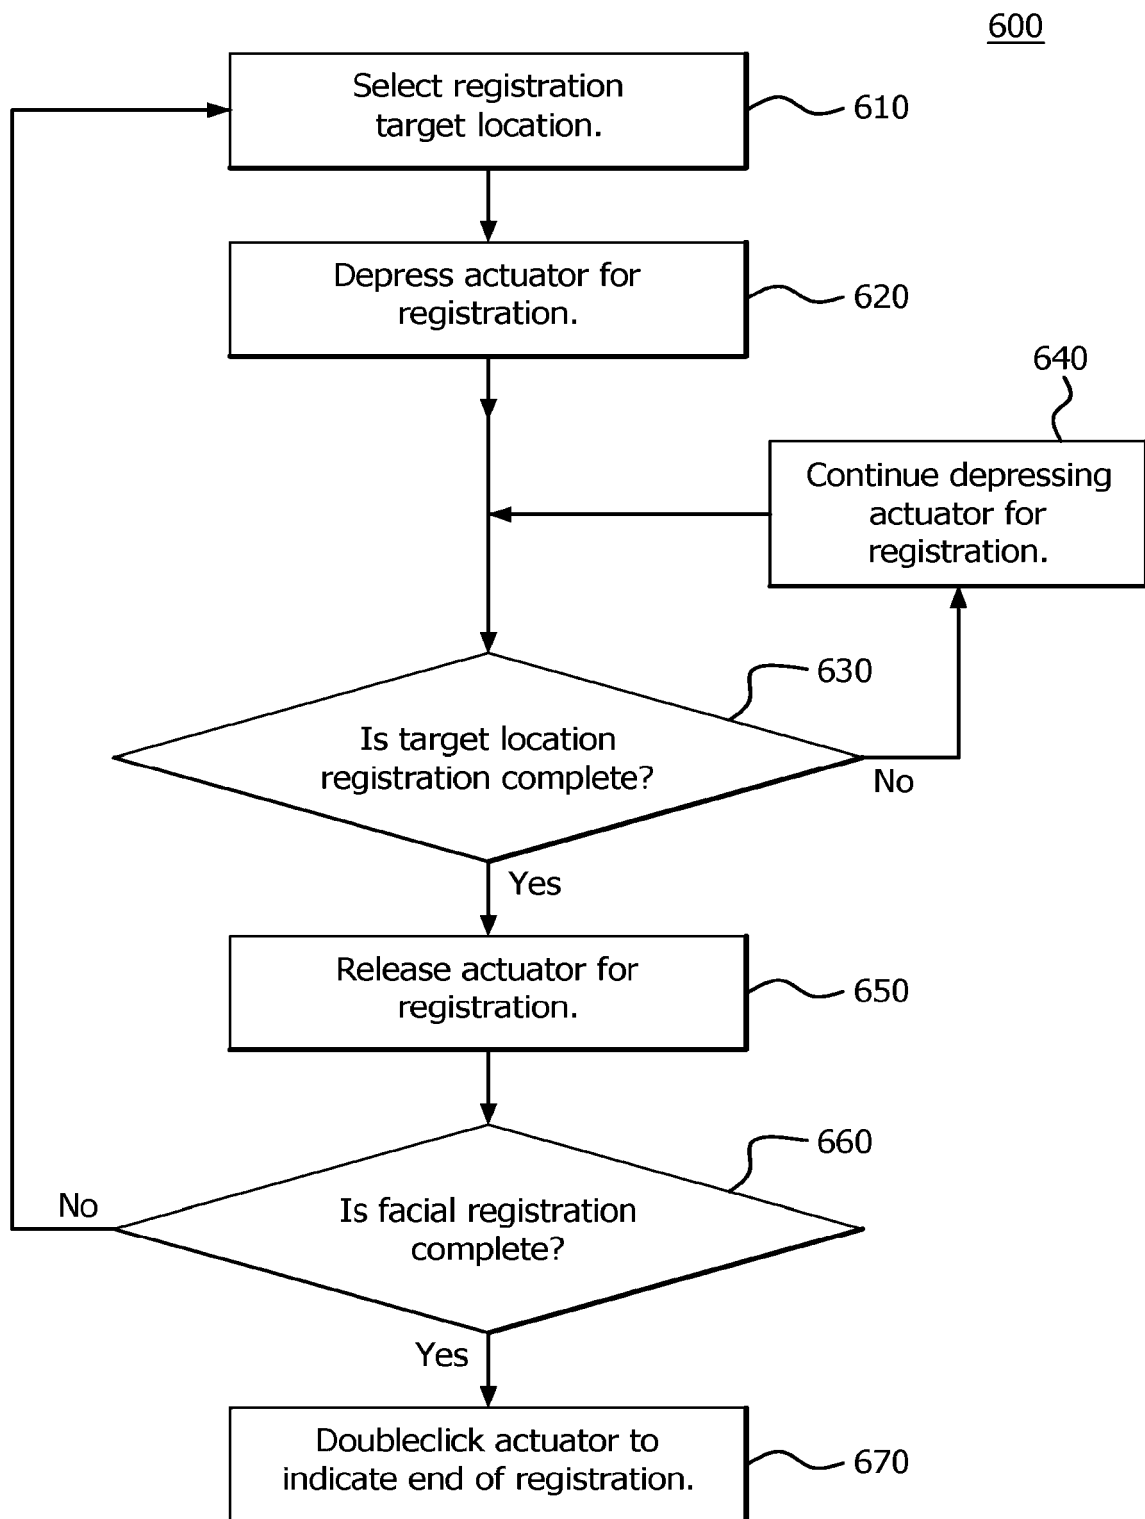 600
Select registration
target location.
610
Depress actuator for
registration.
620
640
Continue depressing
actuator for
registration.
630
Is target location
registration complete?
No
Yes
Release actuator for
registration.
650
660
No
Is facial registration
complete?
Yes
Doubleclick actuator to
indicate end of registration.
670